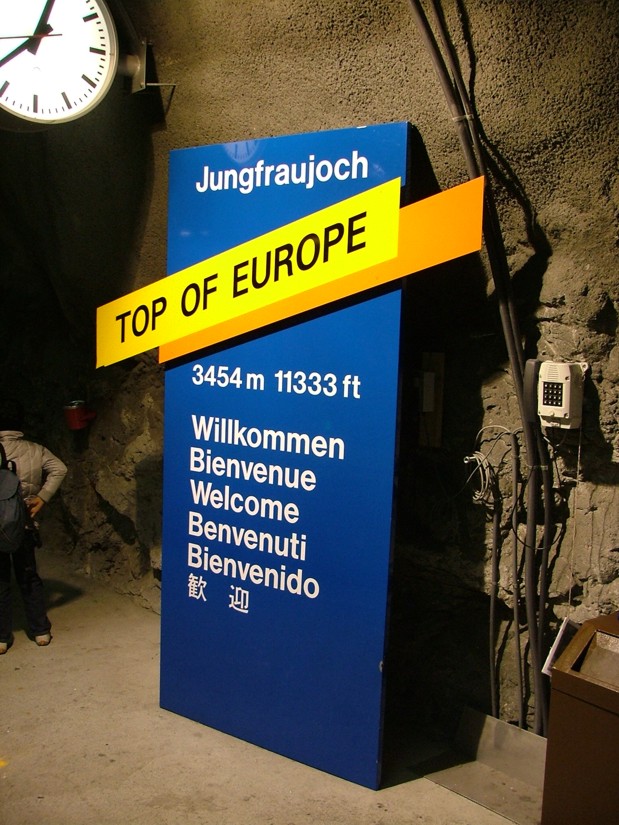 Jungfraujoch
TOP OF EUROPE
3454 m 11333 ft
Willkommen
Bienvenue
Welcome
Benvenuti
Bienvenido
歓 迎